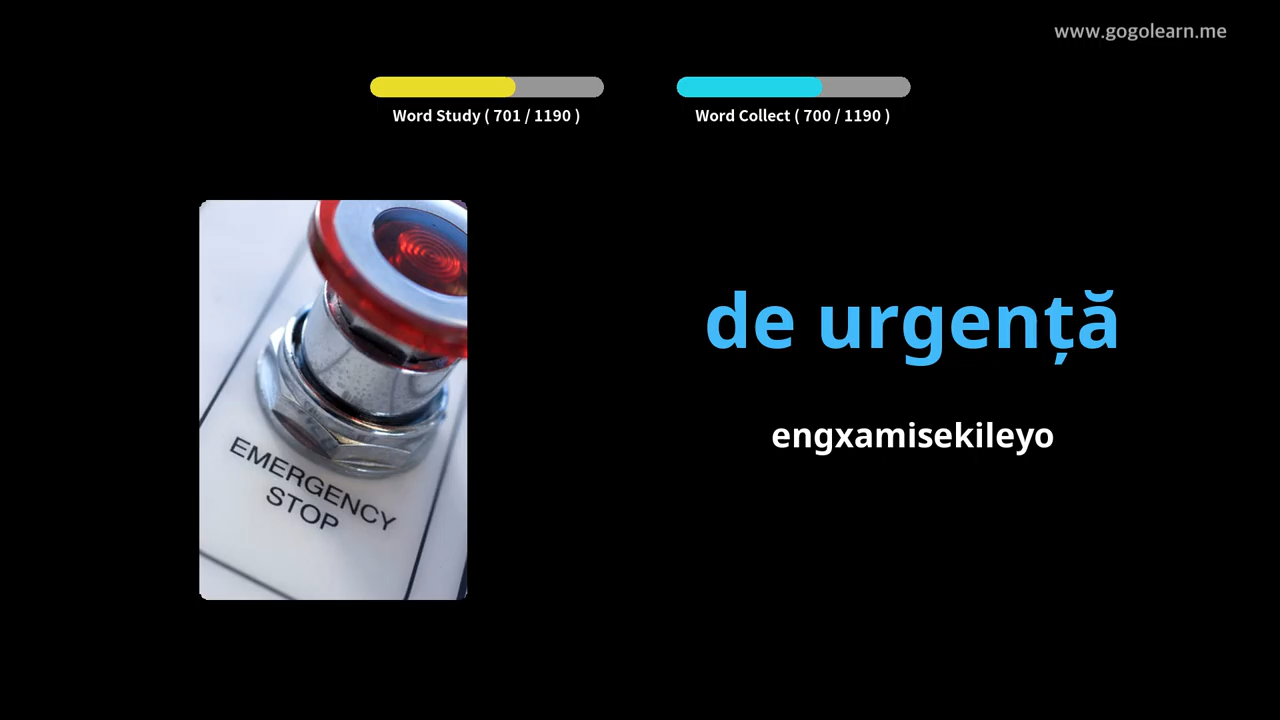 www.gogolearn.me
Word Study ( 701 / 1190 )
Word Collect ( 700 / 1190 )
de urgență
engxamisekileyo
EMERGENCY
STOP